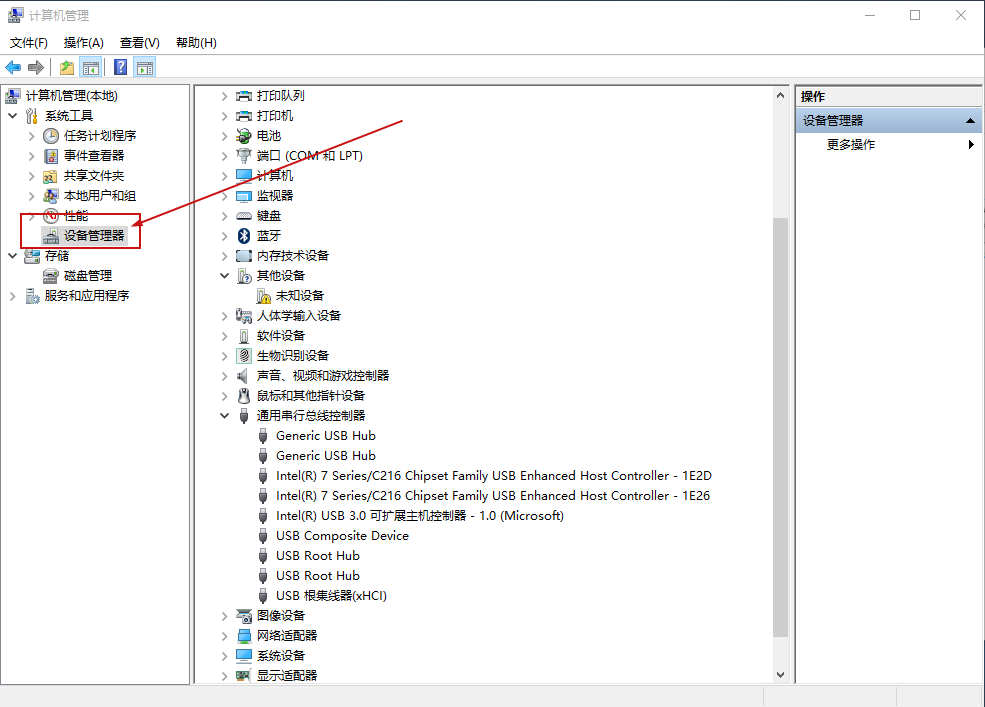 计算机管理
文件(F) 操作(A) 查看(V) 帮助(H)
计算机管理(本地)
系统工具
任务计划程序
事件查看器
共享文件夹
本地用户和组
性能
设备管理器
存储
磁盘管理
服务和应用程序
打印队列
打印机
电池
端口 (COM 和 LPT)
计算机
监视器
键盘
蓝牙
内存技术设备
其他设备
未知设备
人体学输入设备
软件设备
生物识别设备
声音、视频和游戏控制器
鼠标和其他指针设备
通用串行总线控制器
Generic USB Hub
Generic USB Hub
Intel(R) 7 Series/C216 Chipset Family USB Enhanced Host Controller - 1E2D
Intel(R) 7 Series/C216 Chipset Family USB Enhanced Host Controller - 1E26
Intel(R) USB 3.0 可扩展主机控制器 - 1.0 (Microsoft)
USB Composite Device
USB Root Hub
USB Root Hub
USB 根集线器(xHCI)
图像设备
网络适配器
系统设备
显示适配器
操作
设备管理器
更多操作